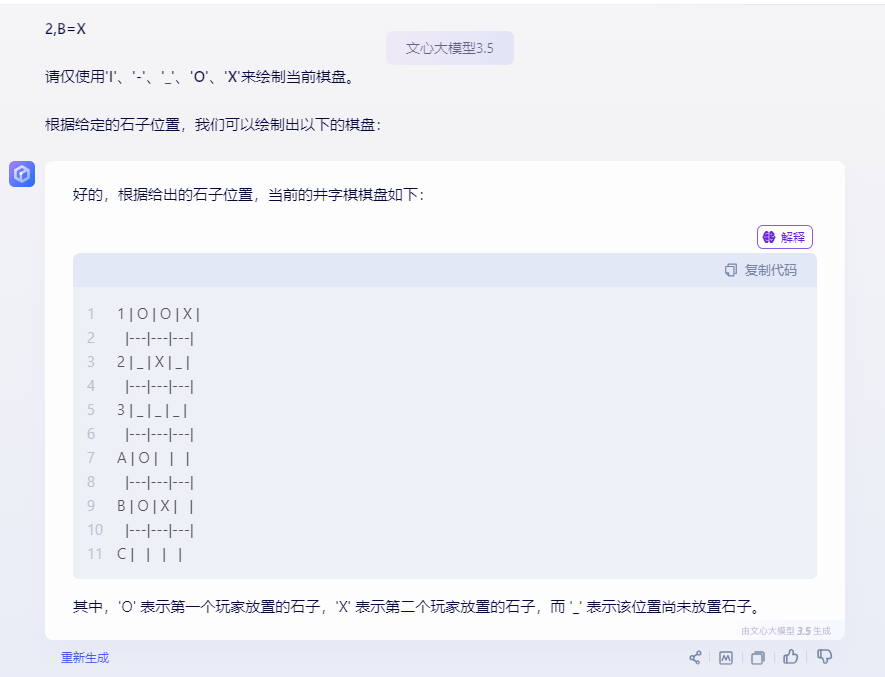 2,B=X
文心大模型3.5
请仅使用'I'、'-'、'_'、'O'、'X'来绘制当前棋盘。
根据给定的石子位置，我们可以绘制出以下的棋盘：
好的，根据给出的石子位置，当前的井字棋棋盘如下：
解释
复制代码
1 1 | O | O | X |
2 |---|---|---|
3 2 | _ | X | _ |
4 |---|---|---|
5 3 | _ | _ | _ |
6 |---|---|---|
7 A | O |   |   |
8 |---|---|---|
9 B | O | X |   |
10 |---|---|---|
11 C |   |   |   |
其中，'O' 表示第一个玩家放置的石子，'X' 表示第二个玩家放置的石子，而 '_' 表示该位置尚未放置石子。
由文心大模型 3.5 生成
重新生成